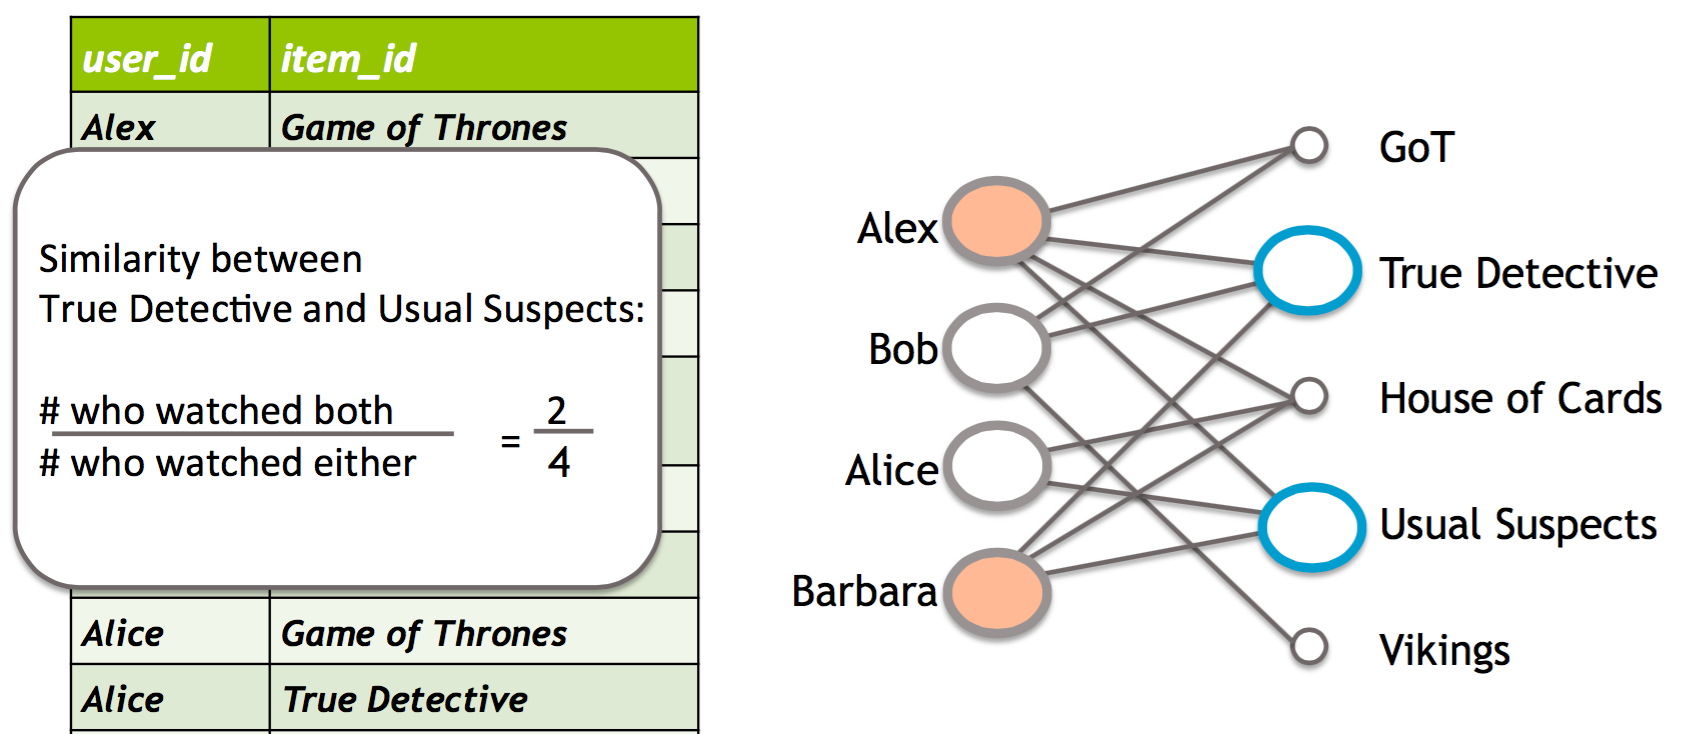 user_id item_id
Alex Game of Thrones
Similarity between
True Detective and Usual Suspects:
# who watched both
# who watched either
= 2
4
Alice Game of Thrones
Alice True Detective
Alex
Bob
Alice
Barbara
GoT
True Detective
House of Cards
Usual Suspects
Vikings